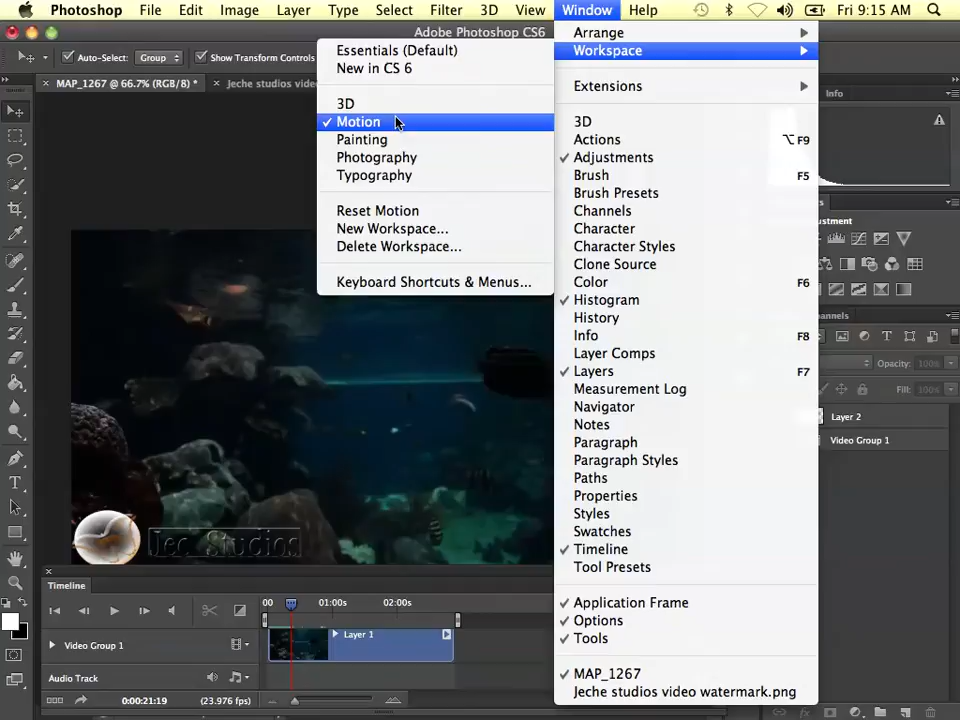 Photoshop File Edit Image Layer Type Select Filter 3D View Window Help Fri 9:15 AM
Adobe Photoshop CS6
Auto-Select: Group Show Transform Controls
MAP_1267 @ 66.7% (RGB/8) * Jeche studios vide
Essentials (Default)
New in CS 6
3D
Motion
Painting
Photography
Typography
Reset Motion
New Workspace...
Delete Workspace...
Keyboard Shortcuts & Menus...
Arrange
Workspace
Extensions
3D
Actions ⌥F9
Adjustments
Brush F5
Brush Presets
Channels
Character
Character Styles
Clone Source
Color F6
Histogram
History
Info F8
Layer Comps
Layers F7
Measurement Log
Navigator
Notes
Paragraph
Paragraph Styles
Paths
Properties
Styles
Swatches
Timeline
Tool Presets
Application Frame
Options
Tools
MAP_1267
Jeche studios video watermark.png
Info
djustment
hannels
Opacity: 100%
Fill: 100%
Layer 2
Video Group 1
Jec Studios
Timeline
00 01:00s 02:00s
Video Group 1
Layer 1
Audio Track
0:00:21:19 (23.976 fps)